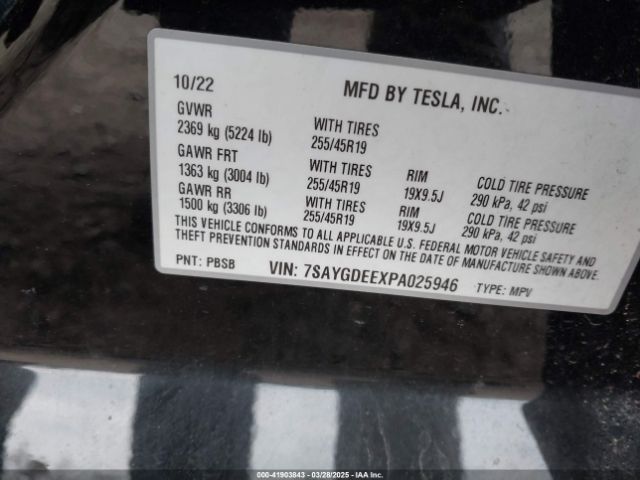 10/22 MFD BY TESLA, INC.
GVWR
2369 kg (5224 lb) WITH TIRES 255/45R19
GAWR FRT
1363 kg (3004 lb) WITH TIRES 255/45R19 RIM 19X9.5J COLD TIRE PRESSURE 290 kPa, 42 psi
GAWR RR
1500 kg (3306 lb) WITH TIRES 255/45R19 RIM 19X9.5J COLD TIRE PRESSURE 290 kPa, 42 psi
THIS VEHICLE CONFORMS TO ALL APPLICABLE U.S. FEDERAL MOTOR VEHICLE SAFETY AND
THEFT PREVENTION STANDARDS IN EFFECT ON THE DATE OF MANUFACTURE SHOWN ABOVE.
PNT: PBSB VIN: 7SAYGDEEXPA025946 TYPE: MPV
000-41903843 - 03/28/2025 - IAA Inc.